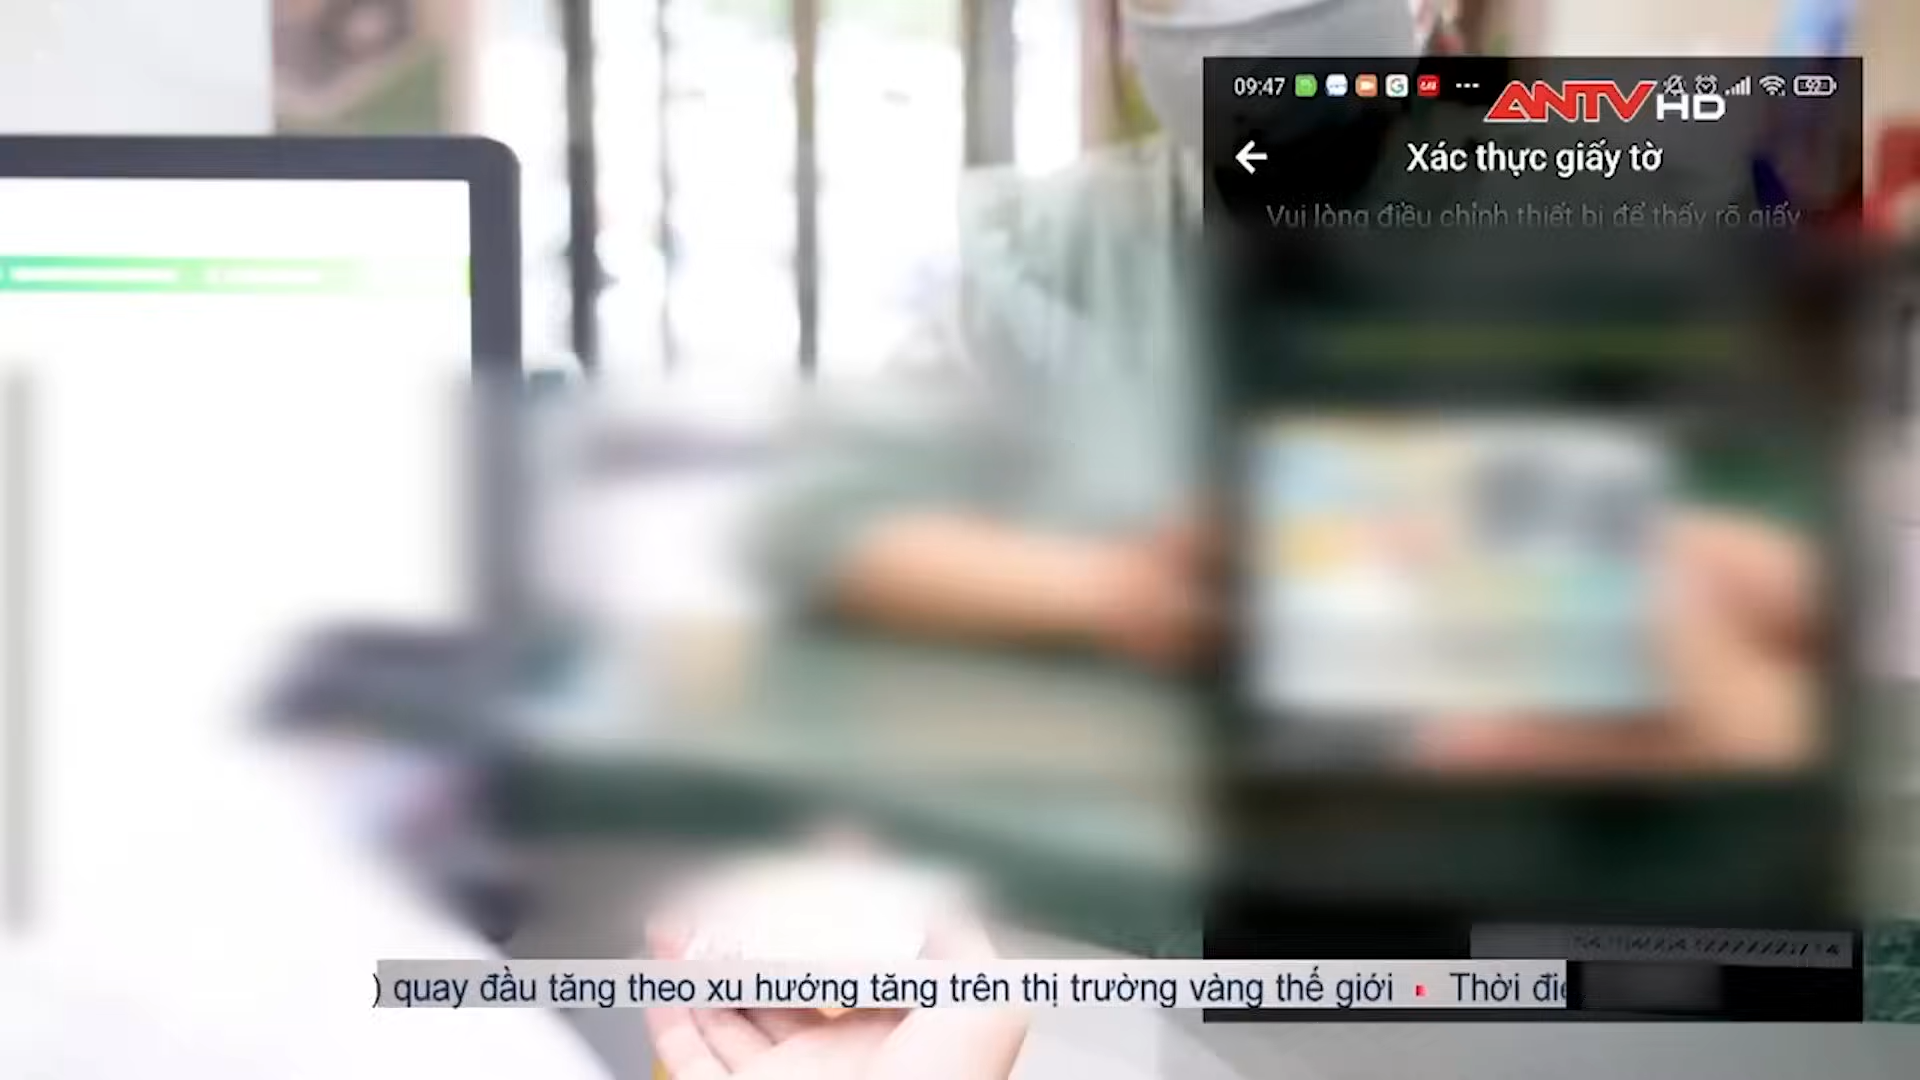 09:47
ANTV HD
Xác thực giấy tờ
Vui lòng điều chỉnh thiết bị để thấy rõ giấy
) quay đầu tăng theo xu hướng tăng trên thị trường vàng thế giới • Thời